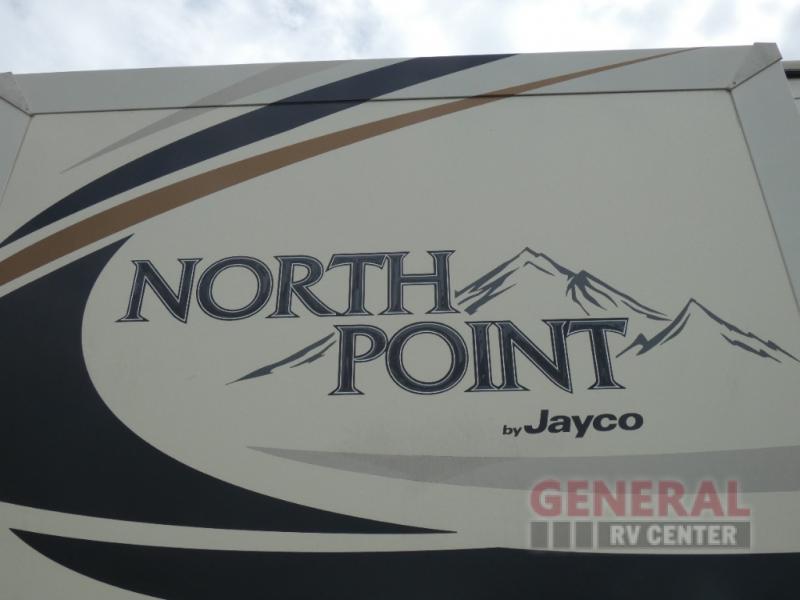 NORTH
POINT
by Jayco
GENERAL
RV CENTER